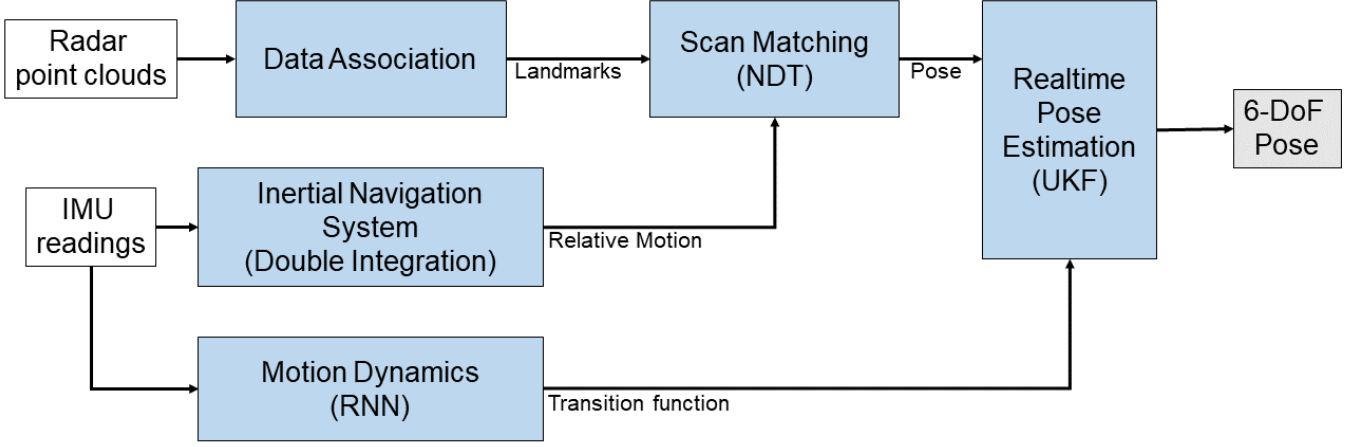 Radar
point clouds
Data Association
Landmarks
Scan Matching
(NDT)
Pose
Realtime
Pose
Estimation
(UKF)
6-DoF
Pose
IMU
readings
Inertial Navigation
System
(Double Integration)
Relative Motion
Motion Dynamics
(RNN)
Transition function